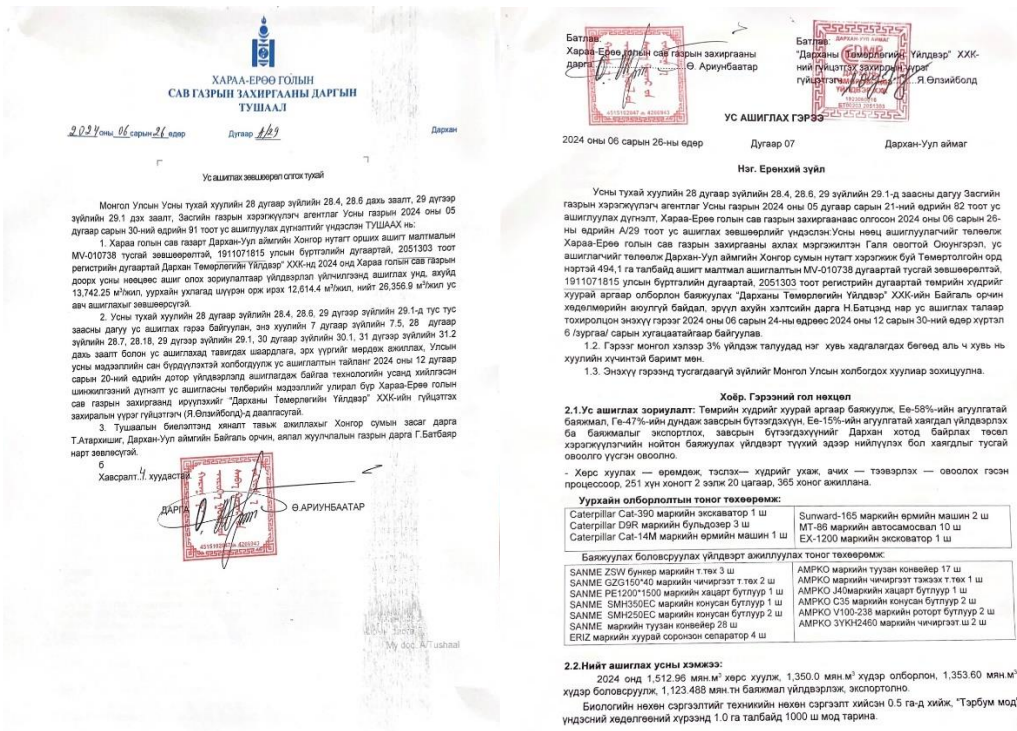 ХАРАА-ЕРӨӨ ГОЛЫН
САВ ГАЗРЫН ЗАХИРГААНЫ ДАРГЫН
ТУШААЛ
2024 оны 06 сарын 26 өдөр Дугаар А/29 Дархан
Ус ашиглах зөвшөөрөл олгох тухай
Монгол Улсын Усны тухай хуулийн 28 дугаар зүйлийн 28.4, 28.6 дахь заалт, 29 дүгээр
зүйлийн 29.1 дэх заалт, Засгийн газрын хэрэгжүүлэгч агентлаг Усны газрын 2024 оны 05
дугаар сарын 30-ний өдрийн 91 тоот ус ашиглуулах дүгнэлтийг үндэслэн ТУШААХ нь:
1. Хараа голын сав газарт Дархан-Уул аймгийн Хонгор нутагт орших ашигт малтмалын
MV-010738 тусгай зөвшөөрөлтэй, 1911071815 улсын бүртгэлийн дугаартай, 2051303 тоот
регистрийн дугаартай Дархан Төмөрлөгийн Үйлдвэр" ХХК-нд 2024 онд Хараа голын сав газрын
доорх усны нөөцөөс ашиг олох зориулалтаар үйлдвэрлэл үйлчилгээнд ашиглах унд, ахуйд
13,742.25 м³/жил, уурхайн ухлагад шүүрэн орж ирэх 12,614.4 м³/жил, нийт 26,356.9 м³/жил ус
авч ашиглахыг зөвшөөрсүгэй.
2. Усны тухай хуулийн 28 дугаар зүйлийн 28.4, 28.6, 29 дүгээр зүйлийн 29.1-д тус тус
заасны дагуу ус ашиглах гэрээ байгуулан, энэ хуулийн 7 дугаар зүйлийн 7.5, 28 дугаар
зүйлийн 28.7, 28.18, 29 дүгээр зүйлийн 29.1, 30 дугаар зүйлийн 30.1, 31 дүгээр зүйлийн 31.2
дахь заалт болон ус ашиглахад тавигдах шаардлага, эрх үүргийг мөрдөж ажиллах, Улсын
усны мэдээллийн сан бүрдүүлэхтэй холбогдуулж ус ашиглалтын тайланг 2024 оны 12 дугаар
сарын 20-ний өдрийн дотор үйлдвэрлэлд ашиглагдаж байгаа технологийн усанд хийлгэсэн
шинжилгээний дүгнэлт ус ашигласны төлбөрийн мэдээллийг улирал бүр Хараа-Ерөө голын
сав газрын захиргаанд ирүүлэхийг "Дарханы Төмөрлөгийн Үйлдвэр" ХХК-ийн гүйцэтгэх
захиралын үүрэг гүйцэтгэгч (Я.Өлзийболд)-д даалгасугай.
3. Тушаалын биелэлтэнд хяналт тавьж ажиллахыг Хонгор сумын засаг дарга
Т.Атархишиг, Дархан-Уул аймгийн Байгаль орчин, аялал жуулчлалын газрын дарга Г.Батбаяр
нарт зөвлөсүгэй.
б
Хавсралт 4 хуудастай.
ДАРГА Ө.АРИУНБААТАР
4515162047 6205943
My doc. A/Tushaal
Батлав:
Хараа-Ерөө голын сав газрын захиргааны
дарга Ө. Ариунбаатар
4515162047 6205943
Батлав:
"Дарханы Төмөрлөгийн Үйлдвэр" ХХК-
ний гүйцэтгэх захирлын үүрэг
гүйцэтгэгч Я.Өлзийболд
ДАРХАН-УУЛ АЙМАГ
УС АШИГЛАХ ГЭРЭЭ
2024 оны 06 сарын 26-ны өдөр Дугаар 07 Дархан-Уул аймаг
Нэг. Ерөнхий зүйл
Усны тухай хуулийн 28 дугаар зүйлийн 28.4, 28.6, 29 зүйлийн 29.1-д заасны дагуу Засгийн
газрын хэрэгжүүлэгч агентлаг Усны газрын 2024 оны 05 дугаар сарын 21-ний өдрийн 82 тоот ус
ашиглуулах дүгнэлт, Хараа-Ерөө голын сав газрын захиргаанаас олгосон 2024 оны 06 сарын 26-
ны өдрийн А/29 тоот ус ашиглах зөвшөөрлийг үндэслэн:Усны нөөц ашиглуулагчийг төлөөлж
Хараа-Ерөө голын сав газрын захиргааны ахлах мэргэжилтэн Галя овогтой Оюунгэрэл, ус
ашиглагчийг төлөөлж Дархан-Уул аймгийн Хонгор сумын нутагт хэрэгжиж буй Төмөртолгойн орд
нэртэй 494,1 га талбайд ашигт малтмал ашиглалтын MV-010738 дугаартай зөвшөөрөлтэй,
1911071815 улсын бүртгэлийн дугаартай, 2051303 тоот регистрийн дугаартай төмрийн хүдрийг
хуурай аргаар олборлон баяжуулах "Дарханы Төмөрлөгийн Үйлдвэр" ХХК-ийн Байгаль орчин
хөдөлмөрийн аюулгүй байдал, эрүүл ахуйн хэлтсийн дарга Н.Батцэнд нар ус ашиглах талаар
тохиролцон энэхүү гэрээг 2024 оны 06 сарын 24-ны өдрөөс 2024 оны 12 сарын 30-ний өдөр хүртэл
6 /зургаа/ сарын хугацаатайгаар байгуулав.
1.2. Гэрээг монгол хэлээр 3% үйлдэж талуудад нэг хувь хадгалагдах бөгөөд аль ч хувь нь
хуулийн хүчинтэй баримт мөн.
1.3. Энэхүү гэрээнд тусгагдаагүй зүйлийг Монгол Улсын холбогдох хуулиар зохицуулна.
Хоёр. Гэрээний гол нөхцөл
2.1.Ус ашиглах зориулалт: Төмрийн хүдрийг хуурай аргаар баяжуулж, Ее-58%-ийн агуулгатай
баяжмал, Ге-47%-ийн дундаж завсрын бүтээгдэхүүн, Ее-15%-ийн агуулгатай хаягдал үйлдвэрлэх
ба баяжмалыг экспортлох, завсрын бүтээгдэхүүнийг Дархан хотод байрлах төсөл
хэрэгжүүлэгчийн нойтон баяжуулах үйлдвэрт түүхий эдээр нийлүүлэх бол хаягдлыг тусгай
овоолго үүсгэн овоолно.
- Хөрс хуулах — өрөмдөж, тэслэх— хүдрийг ухаж, ачих — тээвэрлэх — овоолох гэсэн
процессоор, 251 хүн хоногт 2 ээлж 20 цагаар, 365 хоног ажиллана.
Уурхайн олборлолтын тоног төхөөрөмж:
Caterpillar Cat-390 маркийн экскаватор 1 ш
Caterpillar D9R маркийн бульдозер 3 ш
Caterpillar Cat-14M маркийн өрмийн машин 1 ш
Sunward-165 маркийн өрмийн машин 2 ш
MT-86 маркийн автосамосвал 10 ш
EX-1200 маркийн эксковатор 1 ш
Баяжуулах боловсруулах үйлдвэрт ажиллуулах тоног төхөөрөмж:
SANME ZSW бункер маркийн т.төх 3 ш
SANME GZG150*40 маркийн чичиргээт т.төх 2 ш
SANME PE1200*1500 маркийн хацарт бутлуур 1 ш
SANME SMH350EC маркийн конусан бутлуур 1 ш
SANME SMH250EC маркийн конусан бутлуур 2 ш
SANME маркийн туузан конвейер 28 ш
ERIZ маркийн хуурай соронзон сепаратор 4 ш
AMPKO маркийн туузан конвейер 17 ш
AMPKO маркийн чичиргээт тэжээх т.төх 1 ш
AMPKO J40маркийн хацарт бутлуур 1 ш
AMPKO C35 маркийн конусан бутлуур 2 ш
AMPKO V100-238 маркийн роторт бутлуур 2 ш
AMPKO 3YKH2460 маркийн чичиргээт.ш 2 ш
2.2.Нийт ашиглах усны хэмжээ:
2024 онд 1,512.96 мян.м³ хөрс хуулж, 1,350.0 мян.м³ хүдэр олборлон, 1,353.60 мян.м³
хүдэр боловсруулж, 1,123.488 мян.тн баяжмал үйлдвэрлэж, экспортолно.
Биологийн нөхөн сэргээлтийг техникийн нөхөн сэргээлт хийсэн 0.5 га-д хийж, "Тэрбум мод"
үндэсний хөдөлгөөний хүрээнд 1.0 га талбайд 1000 ш мод тарина.